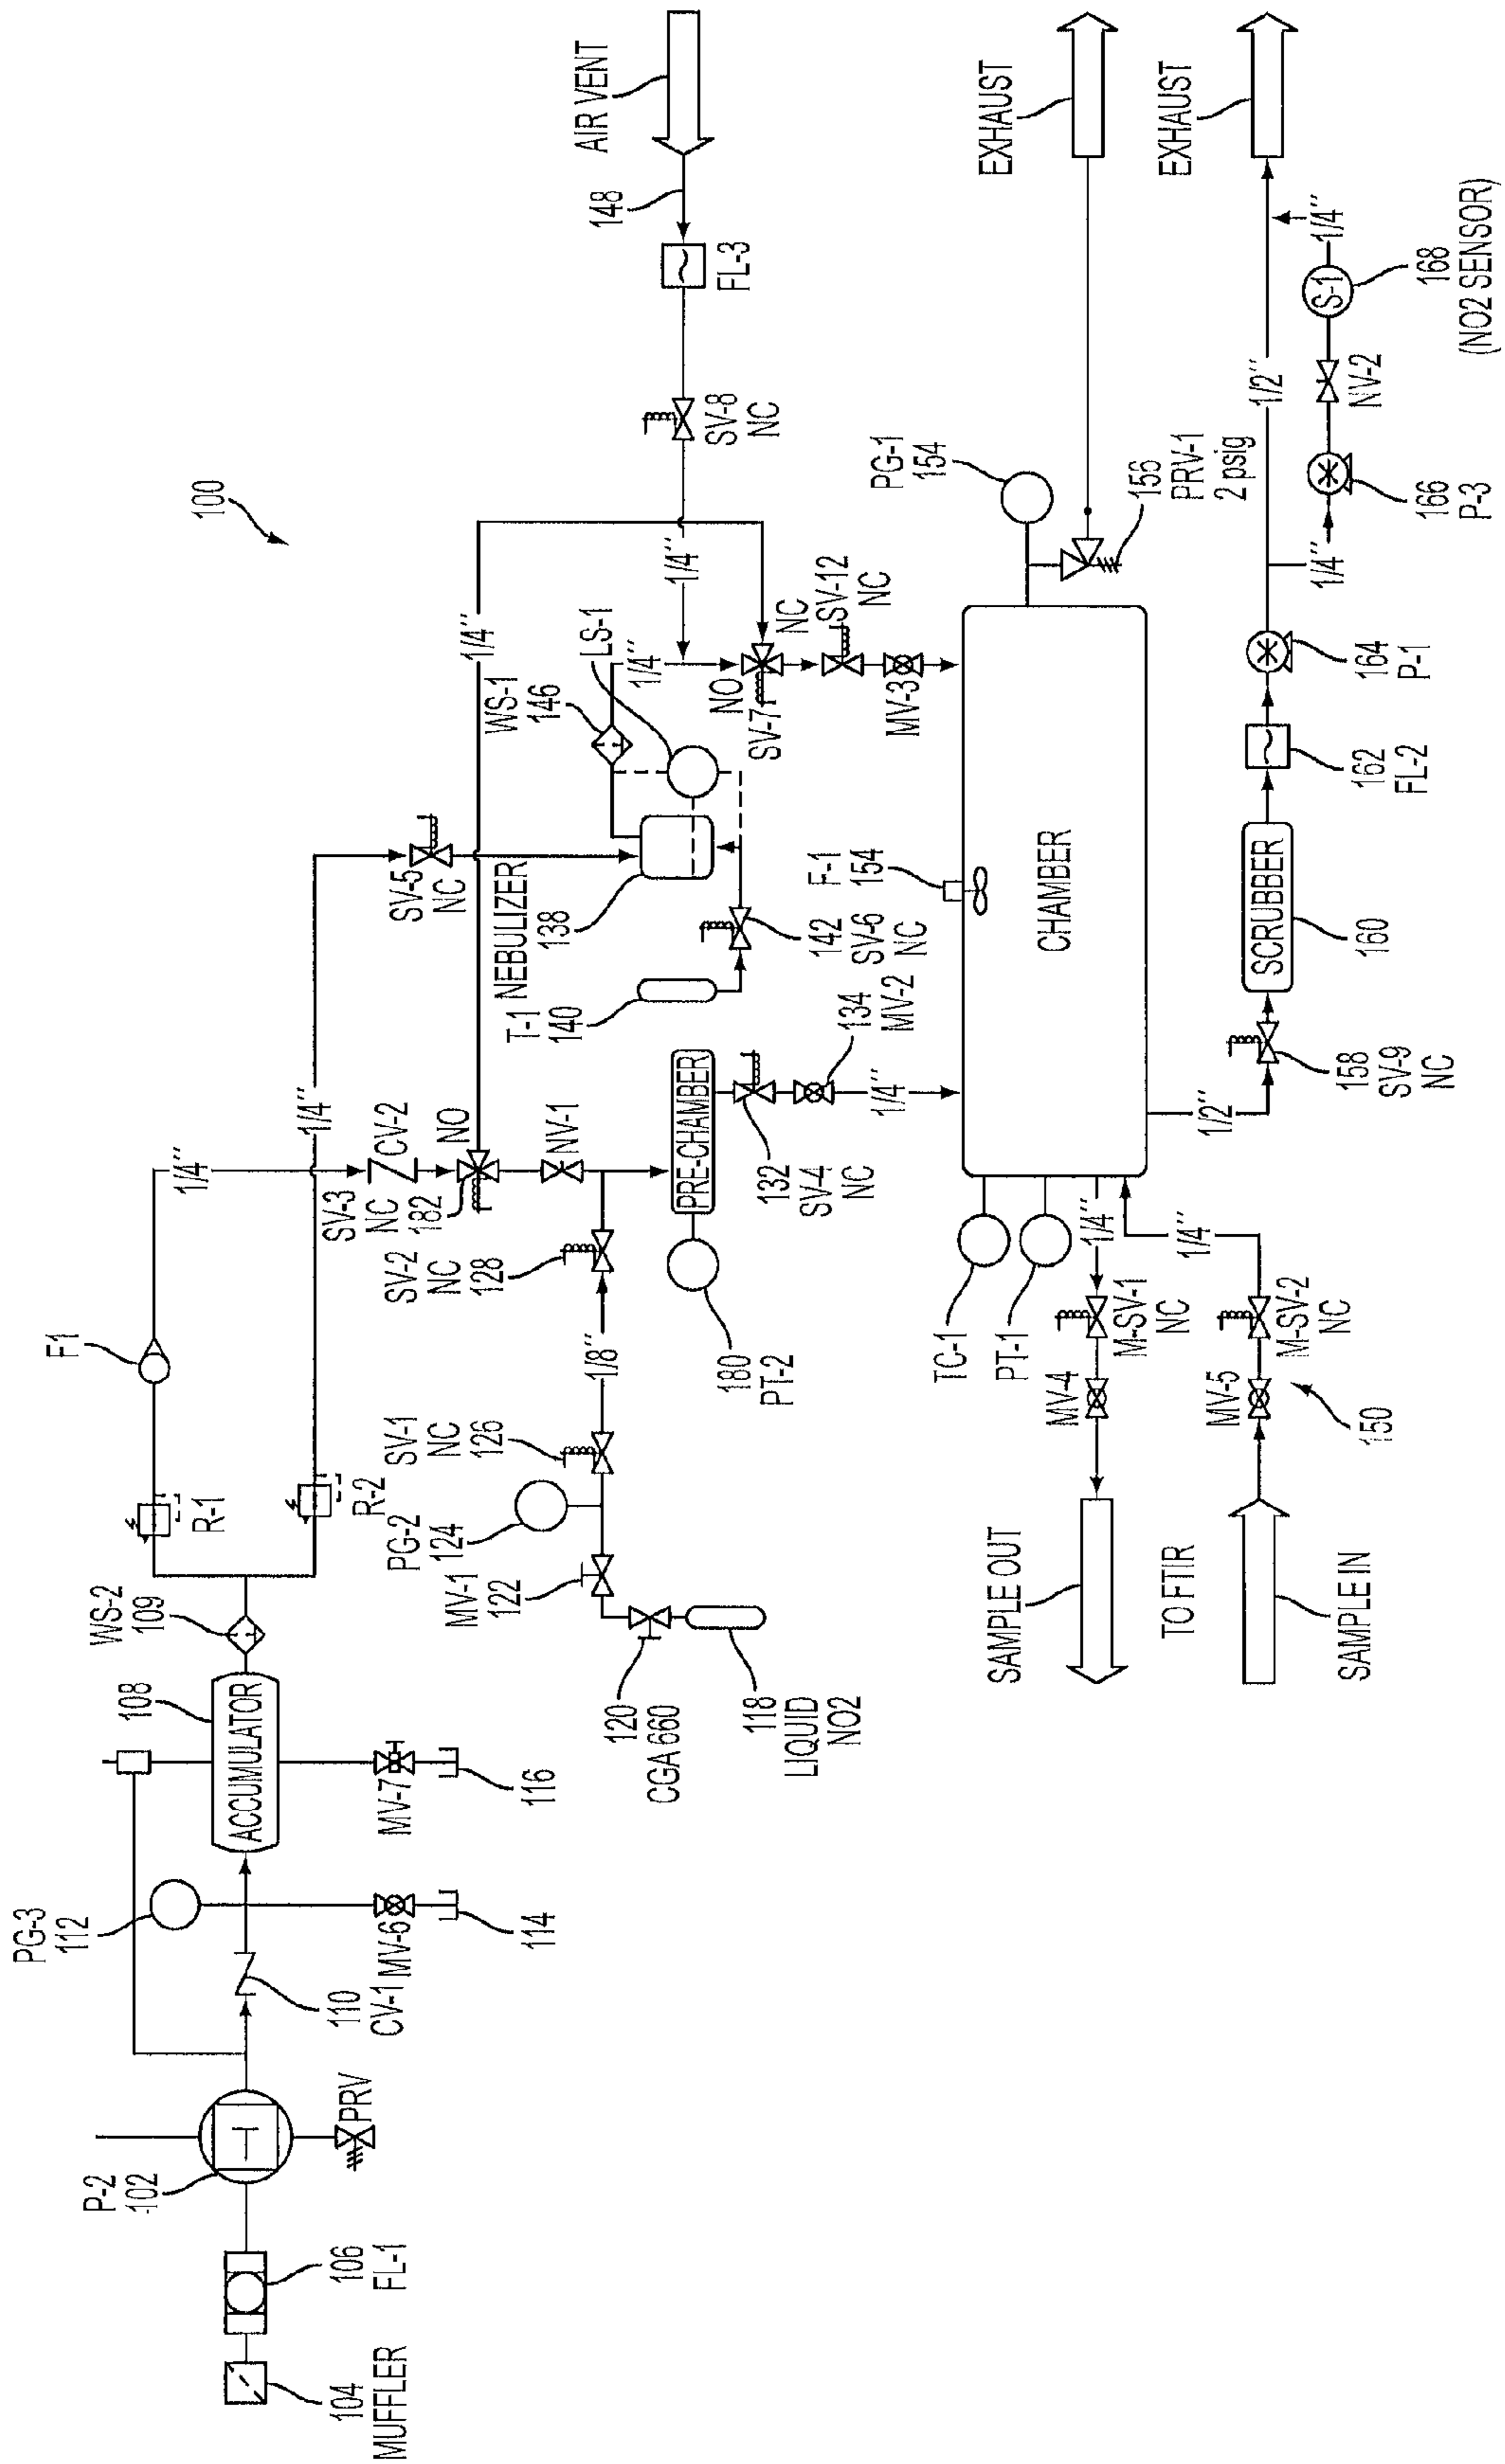 100
P-2
102
104
MUFFLER
106
FL-1
PRV
PG-3
112
110
CV-1
MV-6
114
108
ACCUMULATOR
MV-7
116
WS-2
109
R-1
R-2
F1
1/4"
1/4"
SV-3
NC
182
CV-2
NO
NV-1
SV-2
NC
128
1/8"
SV-1
NC
126
PG-2
124
MV-1
122
120
CGA 660
118
LIQUID
NO2
PRE-CHAMBER
180
PT-2
132
SV-4
NC
134
MV-2
1/4"
SV-5
NC
NEBULIZER
138
T-1
140
142
SV-6
NC
WS-1
146
LS-1
1/4"
1/4"
1/4"
NO
NC
SV-7
SV-12
NC
MV-3
SV-8
NC
FL-3
148
AIR VENT
F-1
154
CHAMBER
PG-1
154
156
PRV-1
2 psig
EXHAUST
EXHAUST
TC-1
PT-1
1/4"
1/4"
M-SV-1
NC
MV-4
M-SV-2
NC
MV-5
150
SAMPLE OUT
TO FTIR
SAMPLE IN
1/2"
158
SV-9
NC
SCRUBBER
160
162
FL-2
164
P-1
1/2"
1/4"
166
P-3
NV-2
S-1
1/4"
168
(NO2 SENSOR)